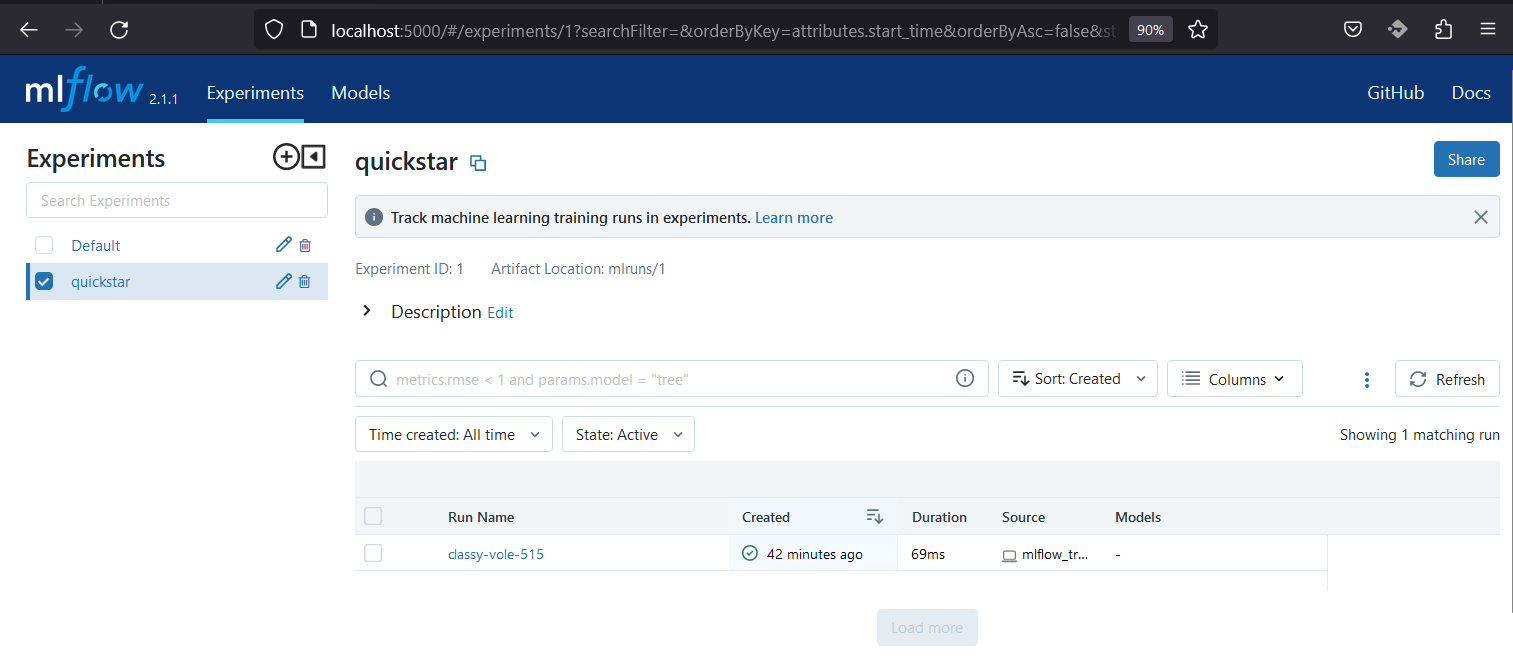 localhost:5000/#/experiments/1?searchFilter=&orderByKey=attributes.start_time&orderByAsc=false&st
90%
mlflow 2.1.1
Experiments
Models
GitHub
Docs
Experiments
Search Experiments
Default
quickstar
quickstar
Share
Track machine learning training runs in experiments. Learn more
Experiment ID: 1 Artifact Location: mlruns/1
Description Edit
metrics.rmse < 1 and params.model = "tree"
Sort: Created
Columns
Refresh
Time created: All time
State: Active
Showing 1 matching run
Run Name Created Duration Source Models
classy-vole-515 42 minutes ago 69ms mlflow_tr... -
Load more